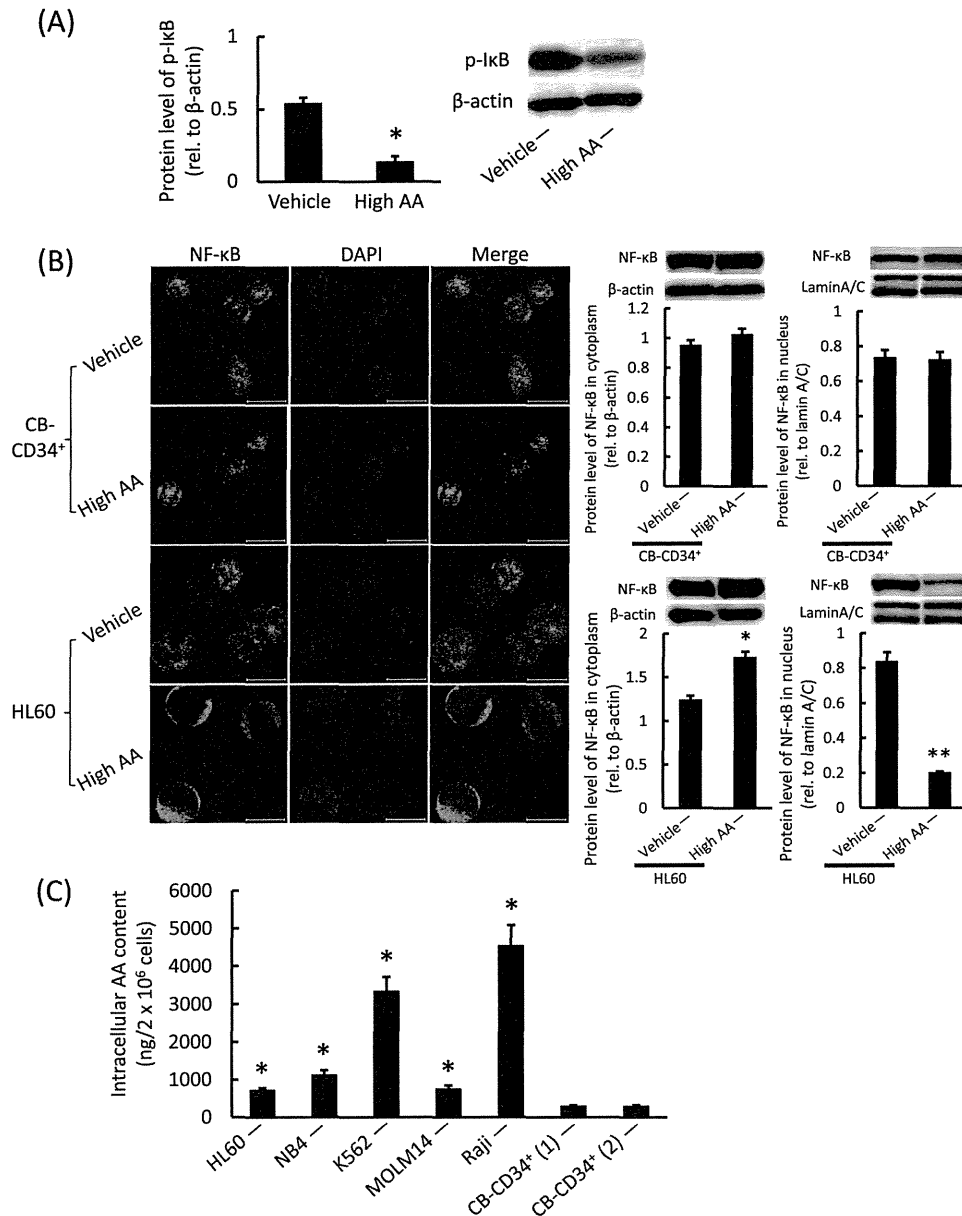 (A)
Protein level of p-IκB
(rel. to β-actin)
1
0.5
0
*
Vehicle
High AA
p-IκB
β-actin
Vehicle
High AA
(B)
NF-κB
DAPI
Merge
CB-
CD34+
Vehicle
High AA
HL60
Vehicle
High AA
NF-κB
β-actin
Protein level of NF-κB in cytoplasm
(rel. to β-actin)
1.2
1
0.8
0.6
0.4
0.2
0
Vehicle
High AA
CB-CD34+
NF-κB
LaminA/C
Protein level of NF-κB in nucleus
(rel. to lamin A/C)
1
0.8
0.6
0.4
0.2
0
Vehicle
High AA
CB-CD34+
NF-κB
β-actin
Protein level of NF-κB in cytoplasm
(rel. to β-actin)
2
1.5
1
0.5
0
*
Vehicle
High AA
HL60
NF-κB
LaminA/C
Protein level of NF-κB in nucleus
(rel. to lamin A/C)
1
0.8
0.6
0.4
0.2
0
**
Vehicle
High AA
HL60
(C)
Intracellular AA content
(ng/2 x 10⁶ cells)
6000
5000
4000
3000
2000
1000
0
*
*
*
*
*
HL60
NB4
K562
MOLM14
Raji
CB-CD34+ (1)
CB-CD34+ (2)